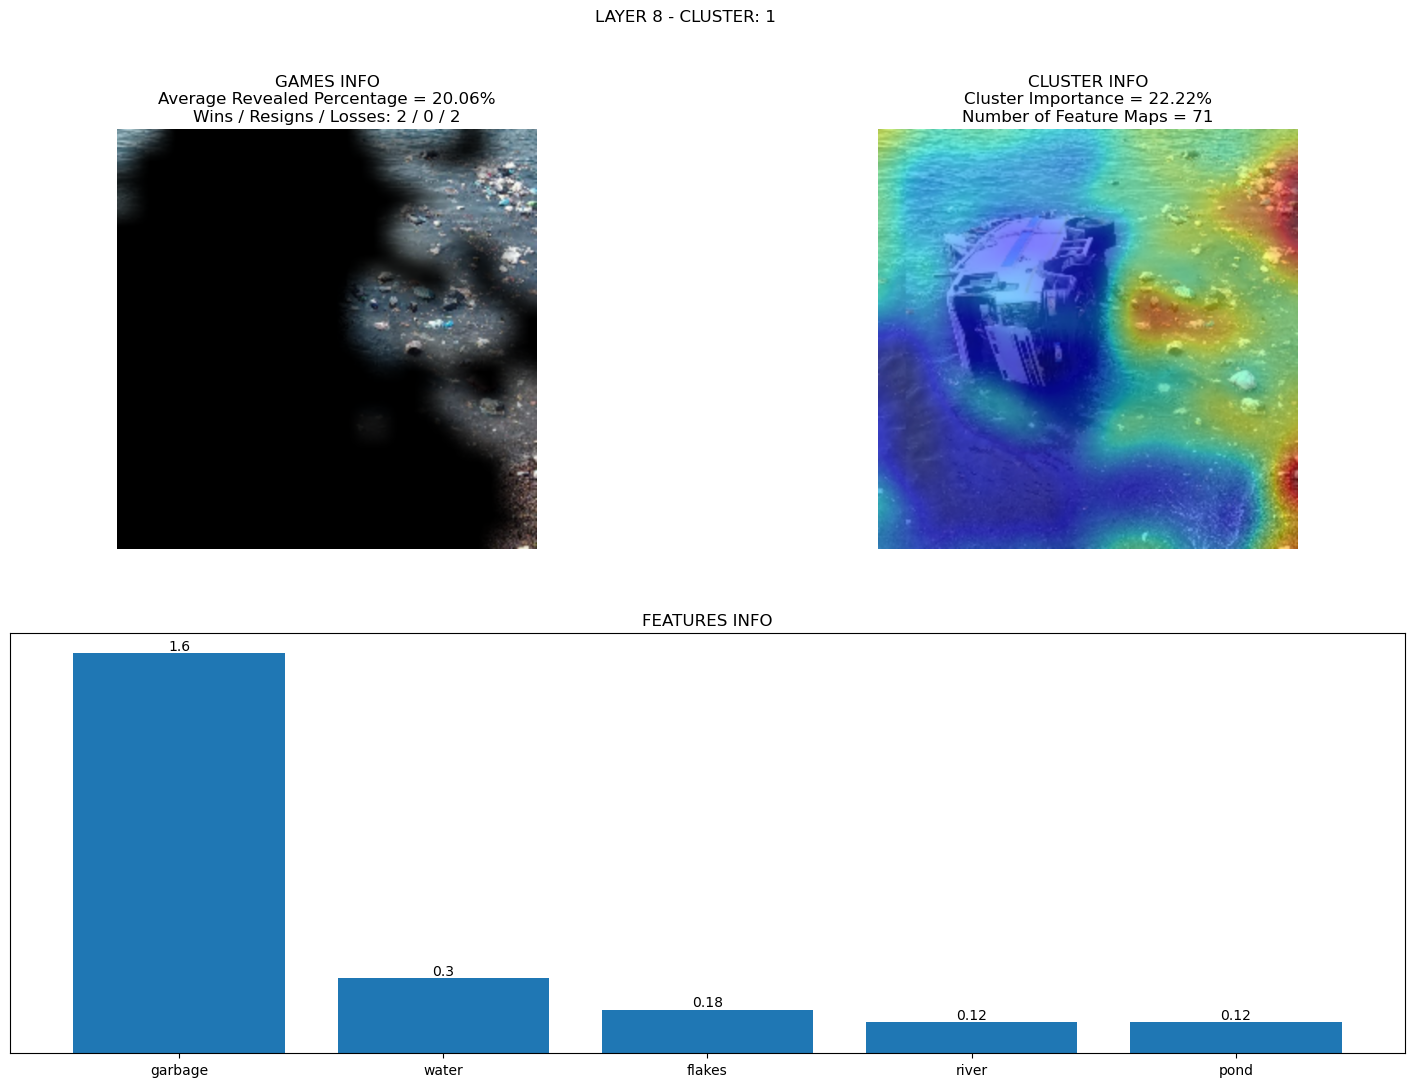 LAYER 8 - CLUSTER: 1
GAMES INFO
Average Revealed Percentage = 20.06%
Wins / Resigns / Losses: 2 / 0 / 2
CLUSTER INFO
Cluster Importance = 22.22%
Number of Feature Maps = 71
FEATURES INFO
1.6
0.3
0.18
0.12
0.12
garbage
water
flakes
river
pond